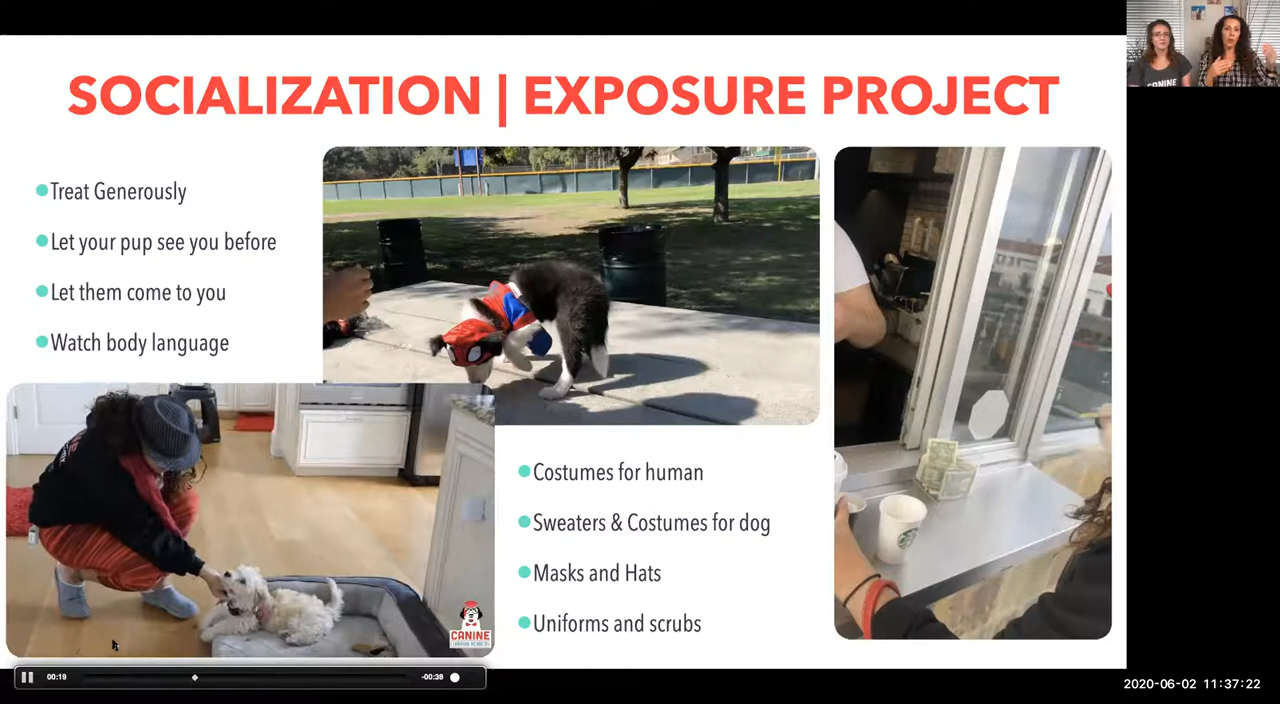 SOCIALIZATION | EXPOSURE PROJECT
Treat Generously
Let your pup see you before
Let them come to you
Watch body language
Costumes for human
Sweaters & Costumes for dog
Masks and Hats
Uniforms and scrubs
CANINE
CANINE
00:19
-00:38
2020-06-02 11:37:22